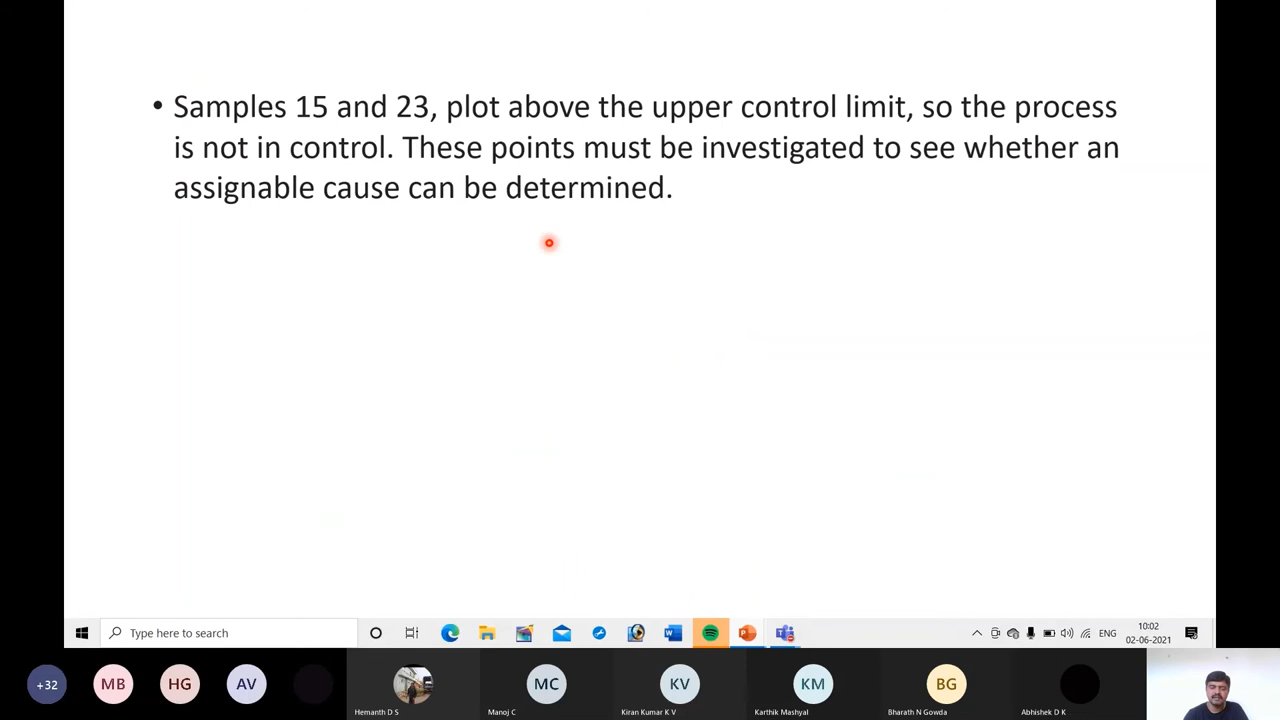 • Samples 15 and 23, plot above the upper control limit, so the process
is not in control. These points must be investigated to see whether an
assignable cause can be determined.
Type here to search
ENG
10:02
02-06-2021
+32
MB
HG
AV
Hemanth D S
MC
Manoj C
KV
Kiran Kumar K V
KM
Karthik Mashyal
BG
Bharath N Gowda
Abhishek D K